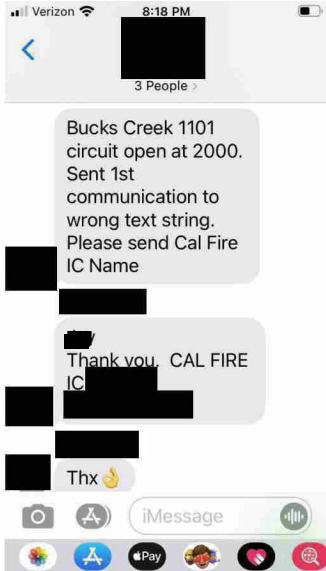 Verizon 8:18 PM
3 People >
Bucks Creek 1101
circuit open at 2000.
Sent 1st
communication to
wrong text string.
Please send Cal Fire
IC Name
Thank you. CAL FIRE
IC
Thx👌
iMessage
Pay